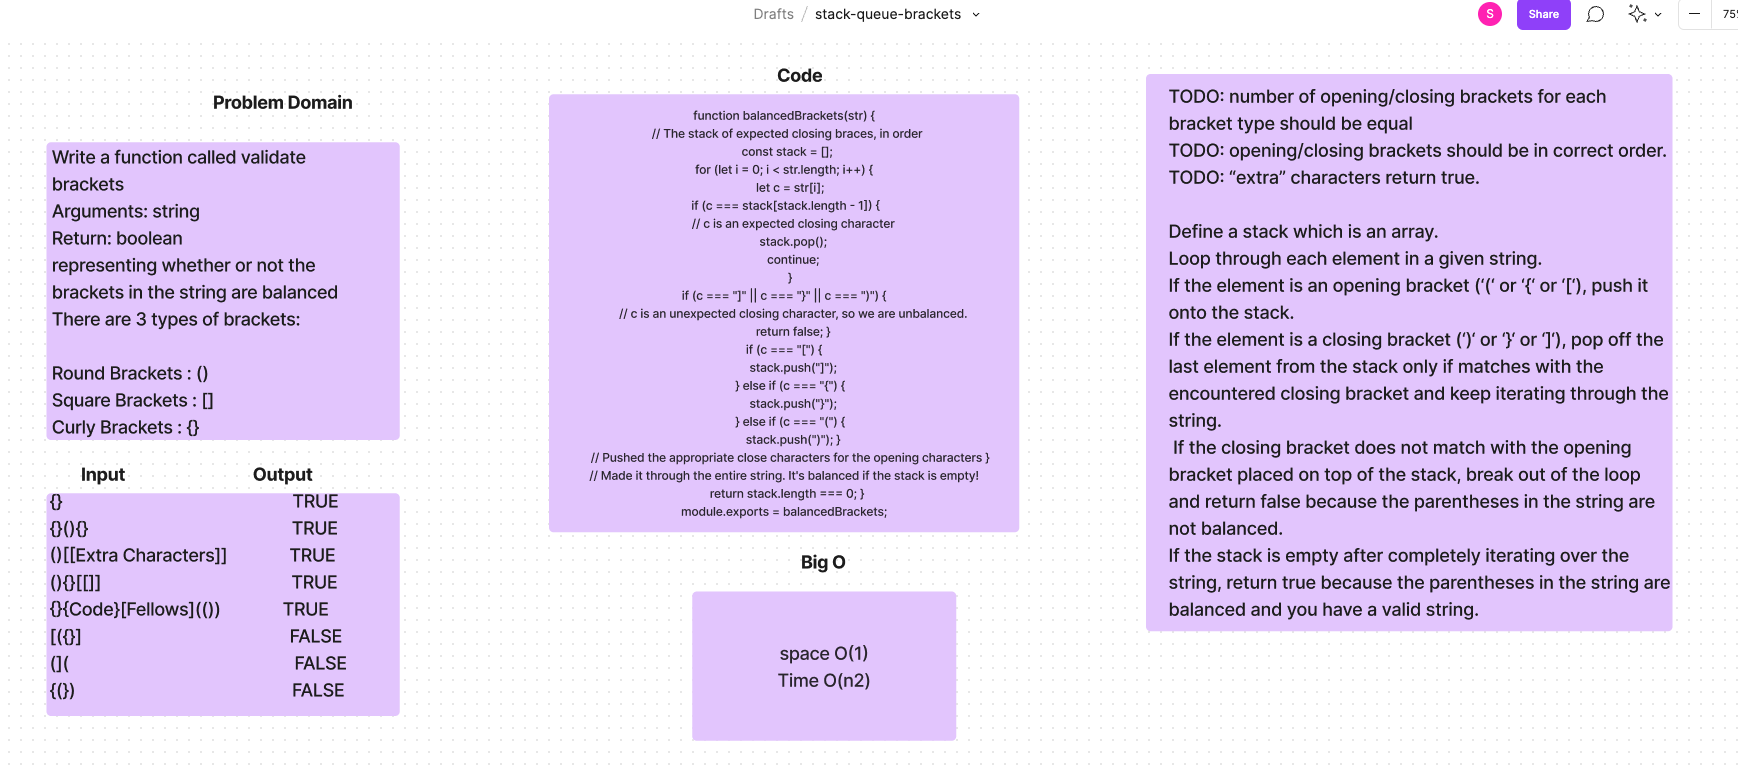 Drafts / stack-queue-brackets
S
Share
Problem Domain
Write a function called validate
brackets
Arguments: string
Return: boolean
representing whether or not the
brackets in the string are balanced
There are 3 types of brackets:
Round Brackets : ()
Square Brackets : []
Curly Brackets : {}
Input Output
{} TRUE
{}(){} TRUE
()[[Extra Characters]] TRUE
(){}[[]] TRUE
{}{Code}[Fellows](()) TRUE
[({}] FALSE
(]( FALSE
{(}) FALSE
Code
function balancedBrackets(str) {
// The stack of expected closing braces, in order
const stack = [];
for (let i = 0; i < str.length; i++) {
let c = str[i];
if (c === stack[stack.length - 1]) {
// c is an expected closing character
stack.pop();
continue;
}
if (c === "]" || c === "}" || c === ")") {
// c is an unexpected closing character, so we are unbalanced.
return false; }
if (c === "[") {
stack.push("]");
} else if (c === "{") {
stack.push("}");
} else if (c === "(") {
stack.push(")"); }
// Pushed the appropriate close characters for the opening characters }
// Made it through the entire string. It's balanced if the stack is empty!
return stack.length === 0; }
module.exports = balancedBrackets;
Big O
space O(1)
Time O(n2)
TODO: number of opening/closing brackets for each
bracket type should be equal
TODO: opening/closing brackets should be in correct order.
TODO: “extra” characters return true.
Define a stack which is an array.
Loop through each element in a given string.
If the element is an opening bracket (‘(‘ or ‘{‘ or ‘[‘), push it
onto the stack.
If the element is a closing bracket (‘)‘ or ‘}‘ or ‘]‘), pop off the
last element from the stack only if matches with the
encountered closing bracket and keep iterating through the
string.
If the closing bracket does not match with the opening
bracket placed on top of the stack, break out of the loop
and return false because the parentheses in the string are
not balanced.
If the stack is empty after completely iterating over the
string, return true because the parentheses in the string are
balanced and you have a valid string.